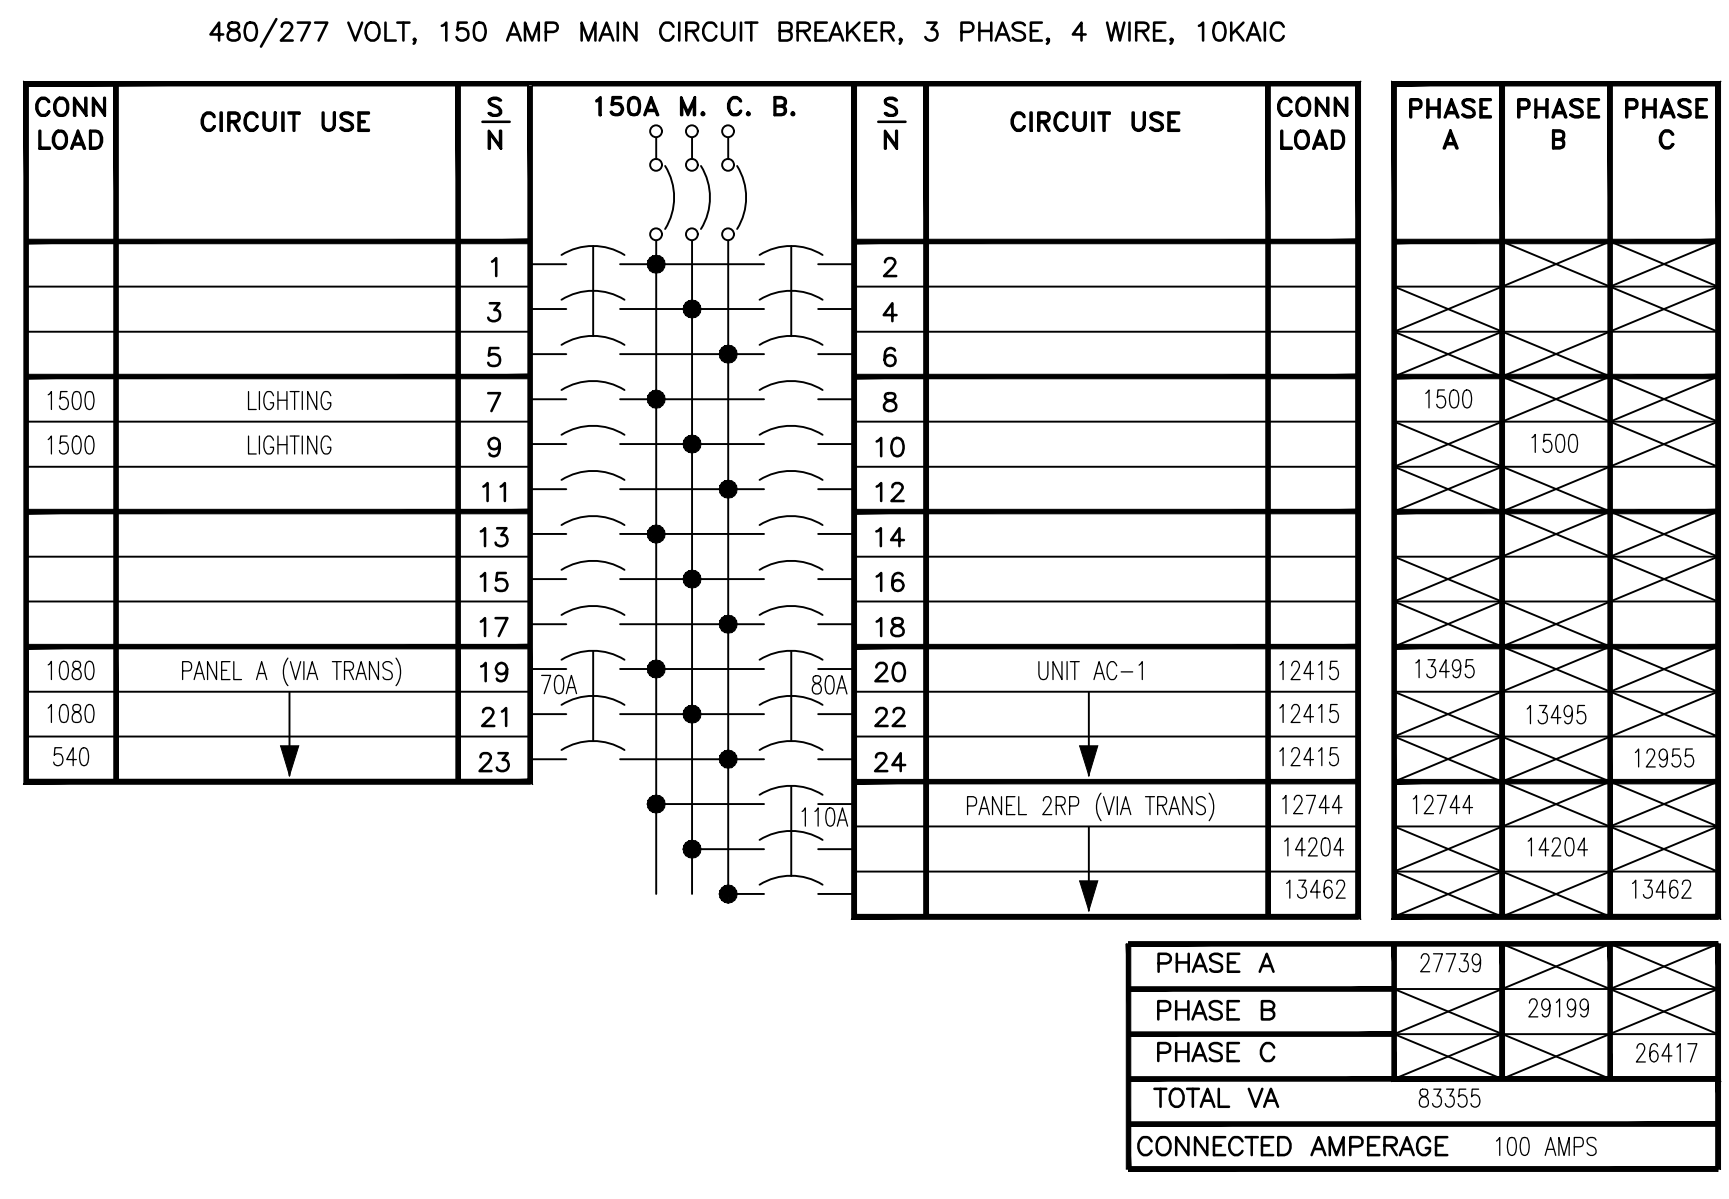 480/277 VOLT, 150 AMP MAIN CIRCUIT BREAKER, 3 PHASE, 4 WIRE, 10KAIC
CONN LOAD CIRCUIT USE S/N 150A M. C. B. S/N CIRCUIT USE CONN LOAD PHASE A PHASE B PHASE C
1 2
3 4
5 6
1500 LIGHTING 7 8 1500
1500 LIGHTING 9 10 1500
11 12
13 14
15 16
17 18
1080 PANEL A (VIA TRANS) 19 70A 80A 20 UNIT AC-1 12415 13495
1080 21 22 12415 13495
540 23 24 12415 12955
110A PANEL 2RP (VIA TRANS) 12744 12744
14204 14204
13462 13462
PHASE A 27739
PHASE B 29199
PHASE C 26417
TOTAL VA 83355
CONNECTED AMPERAGE 100 AMPS